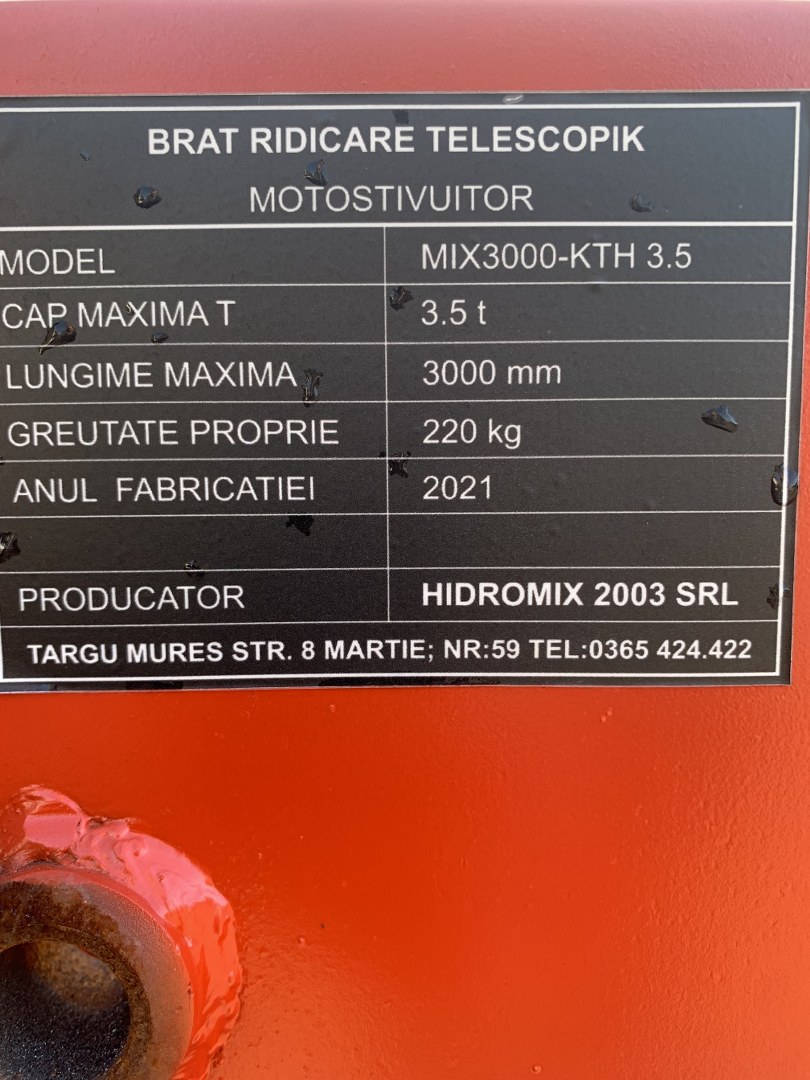 BRAT RIDICARE TELESCOPIK
MOTOSTIVUITOR
MODEL MIX3000-KTH 3.5
CAP MAXIMA T 3.5 t
LUNGIME MAXIMA 3000 mm
GREUTATE PROPRIE 220 kg
ANUL FABRICATIEI 2021
PRODUCATOR HIDROMIX 2003 SRL
TARGU MURES STR. 8 MARTIE; NR:59 TEL:0365 424.422